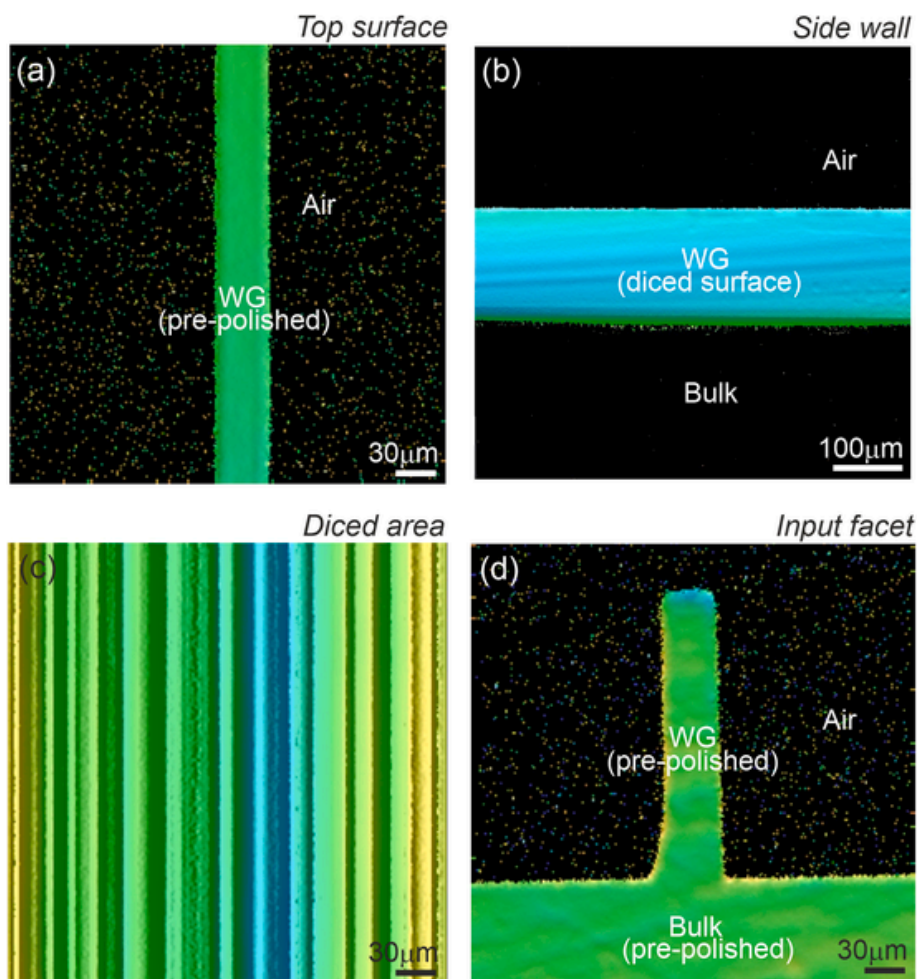 Top surface
(a)
Air
WG
(pre-polished)
30μm
Side wall
(b)
Air
WG
(diced surface)
Bulk
100μm
Diced area
(c)
30μm
Input facet
(d)
Air
WG
(pre-polished)
Bulk
(pre-polished)
30μm